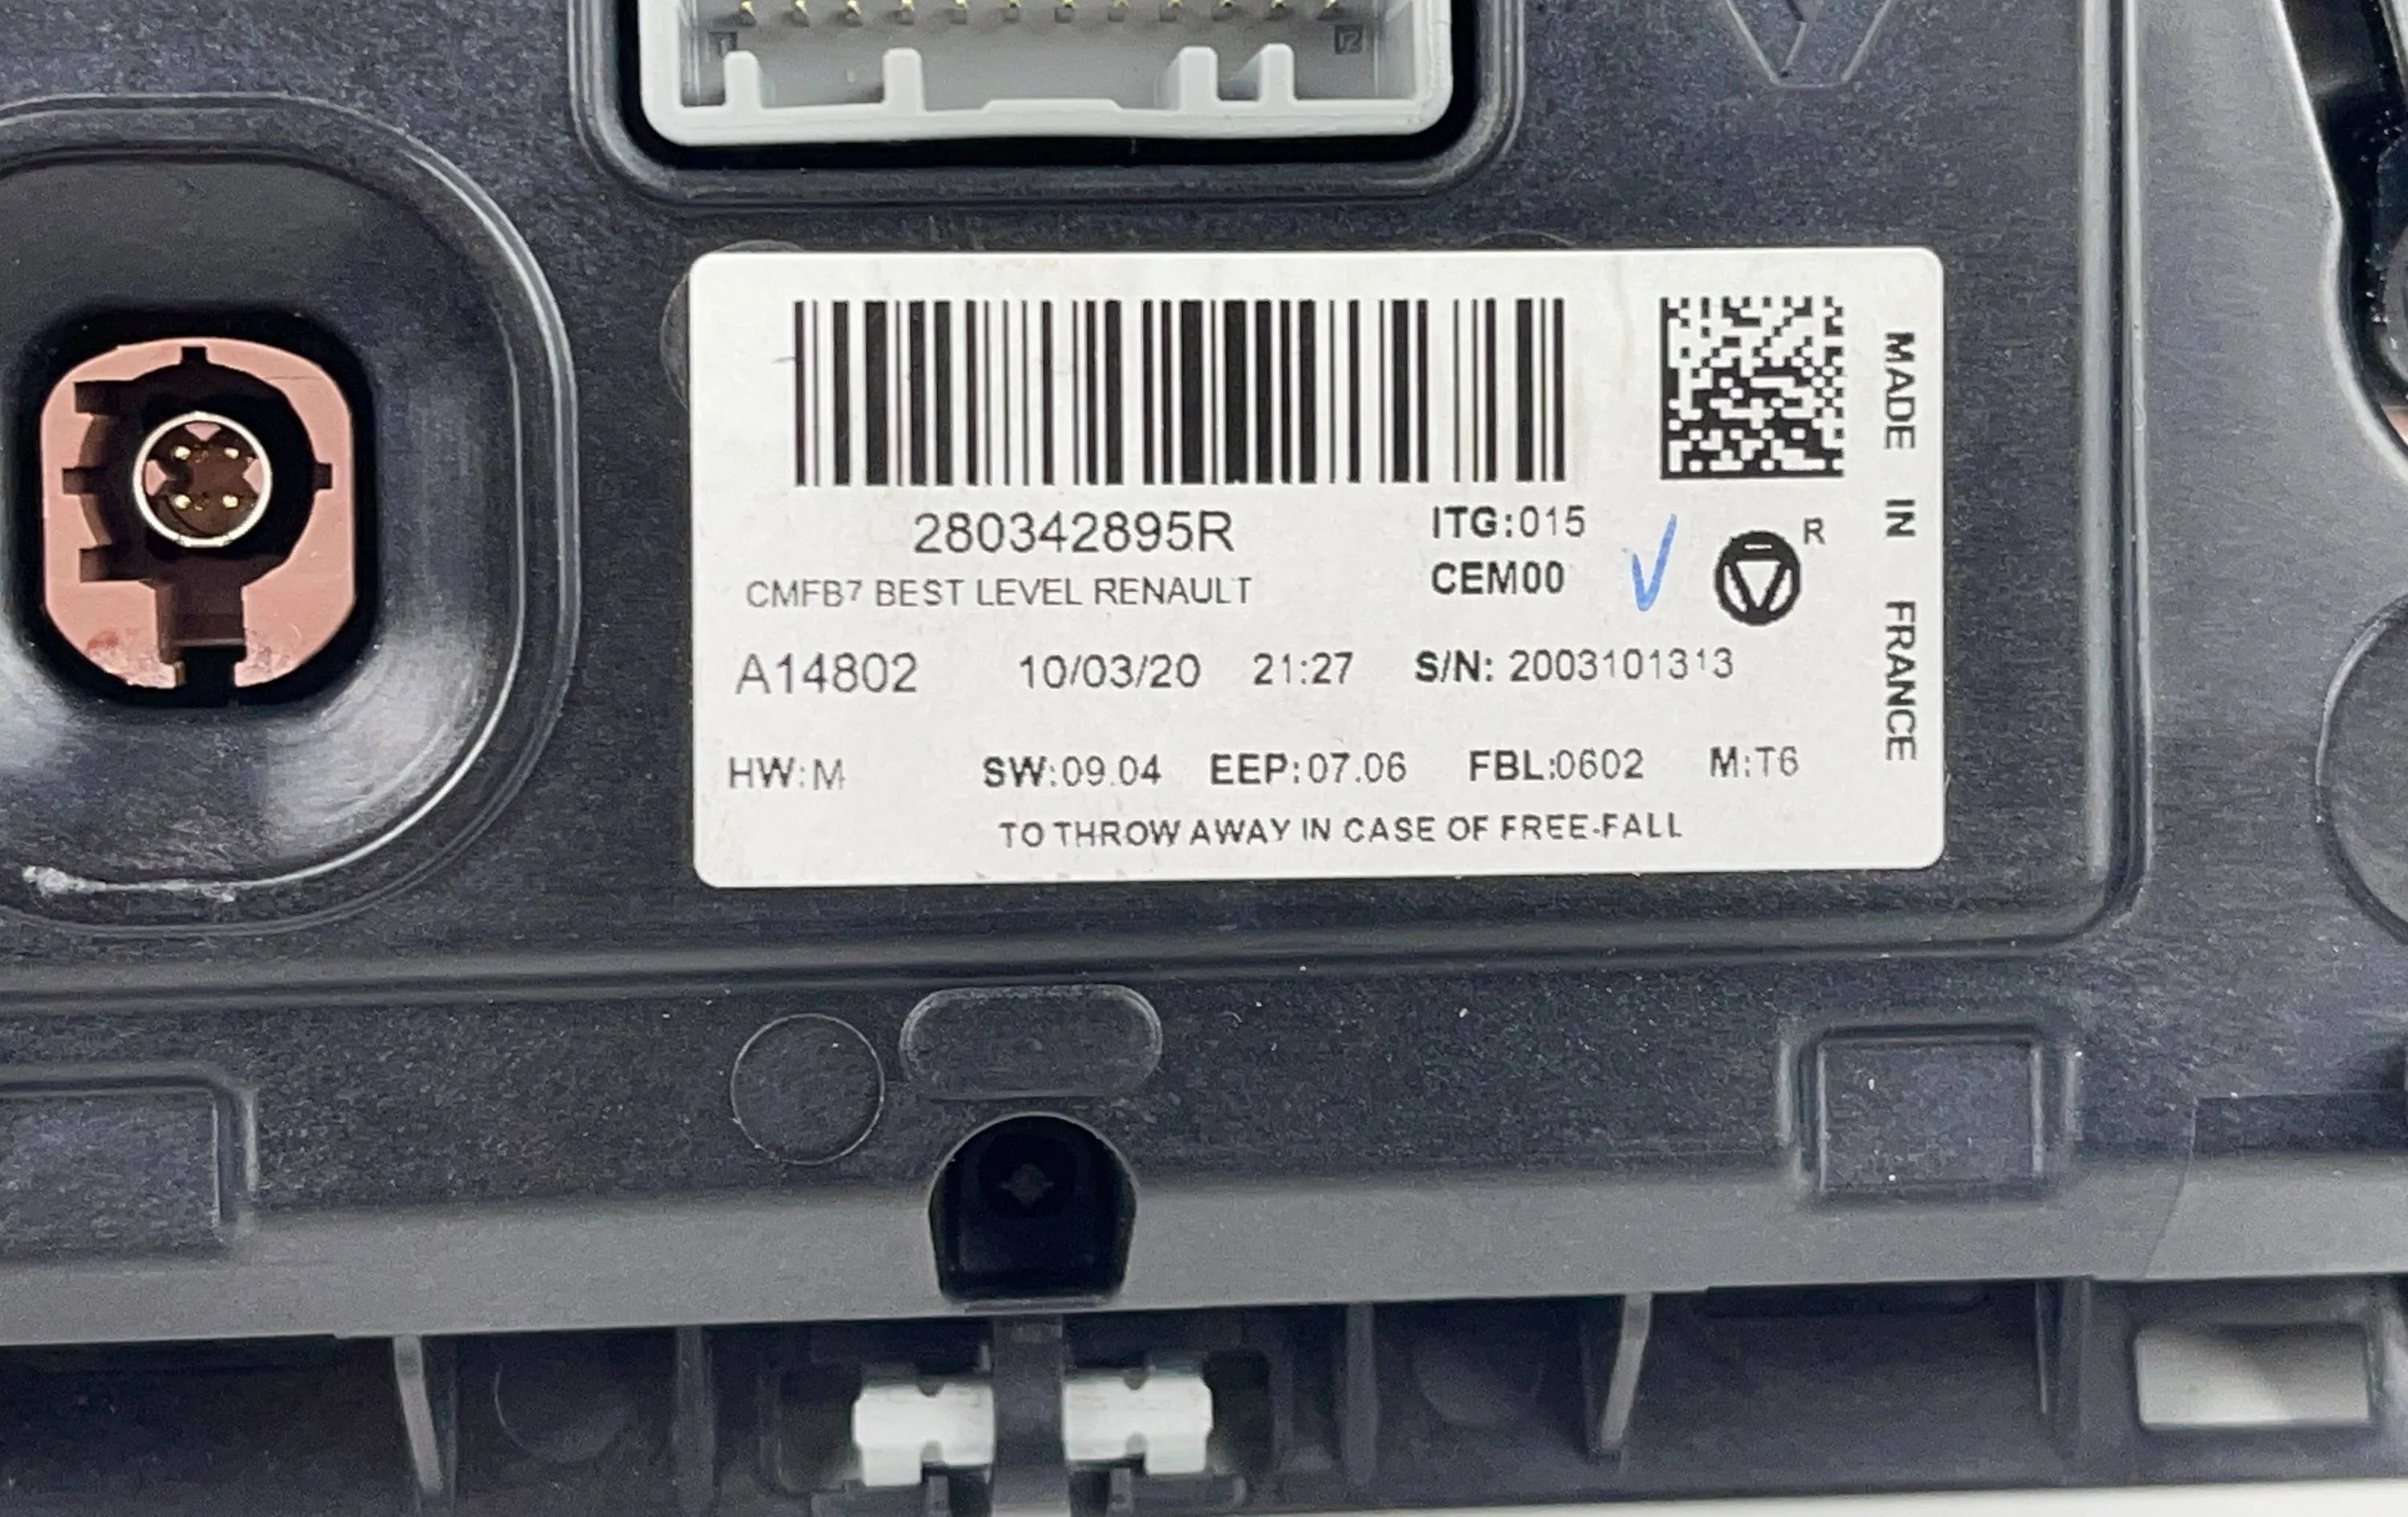 12
280342895R
ITG:015
CMFB7 BEST LEVEL RENAULT
CEM00
R
A14802 10/03/20 21:27 S/N: 2003101313
HW:M SW:09.04 EEP:07.06 FBL:0602 M:T6
TO THROW AWAY IN CASE OF FREE-FALL
MADE IN FRANCE